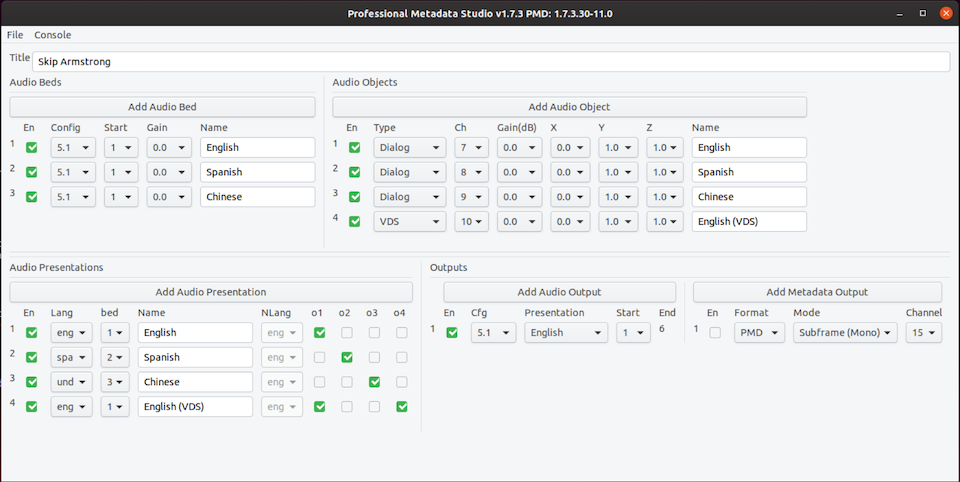 Professional Metadata Studio v1.7.3 PMD: 1.7.3.30-11.0
File Console
Title Skip Armstrong
Audio Beds
Add Audio Bed
En Config Start Gain Name
1 5.1 1 0.0 English
2 5.1 1 0.0 Spanish
3 5.1 1 0.0 Chinese
Audio Objects
Add Audio Object
En Type Ch Gain(dB) X Y Z Name
1 Dialog 7 0.0 0.0 1.0 1.0 English
2 Dialog 8 0.0 0.0 1.0 1.0 Spanish
3 Dialog 9 0.0 0.0 1.0 1.0 Chinese
4 VDS 10 0.0 0.0 1.0 1.0 English (VDS)
Audio Presentations
Add Audio Presentation
En Lang bed Name NLang o1 o2 o3 o4
1 eng 1 English eng
2 spa 2 Spanish eng
3 und 3 Chinese eng
4 eng 1 English (VDS) eng
Outputs
Add Audio Output
En Cfg Presentation Start End
1 5.1 English 1 6
Add Metadata Output
En Format Mode Channel
1 PMD Subframe (Mono) 15